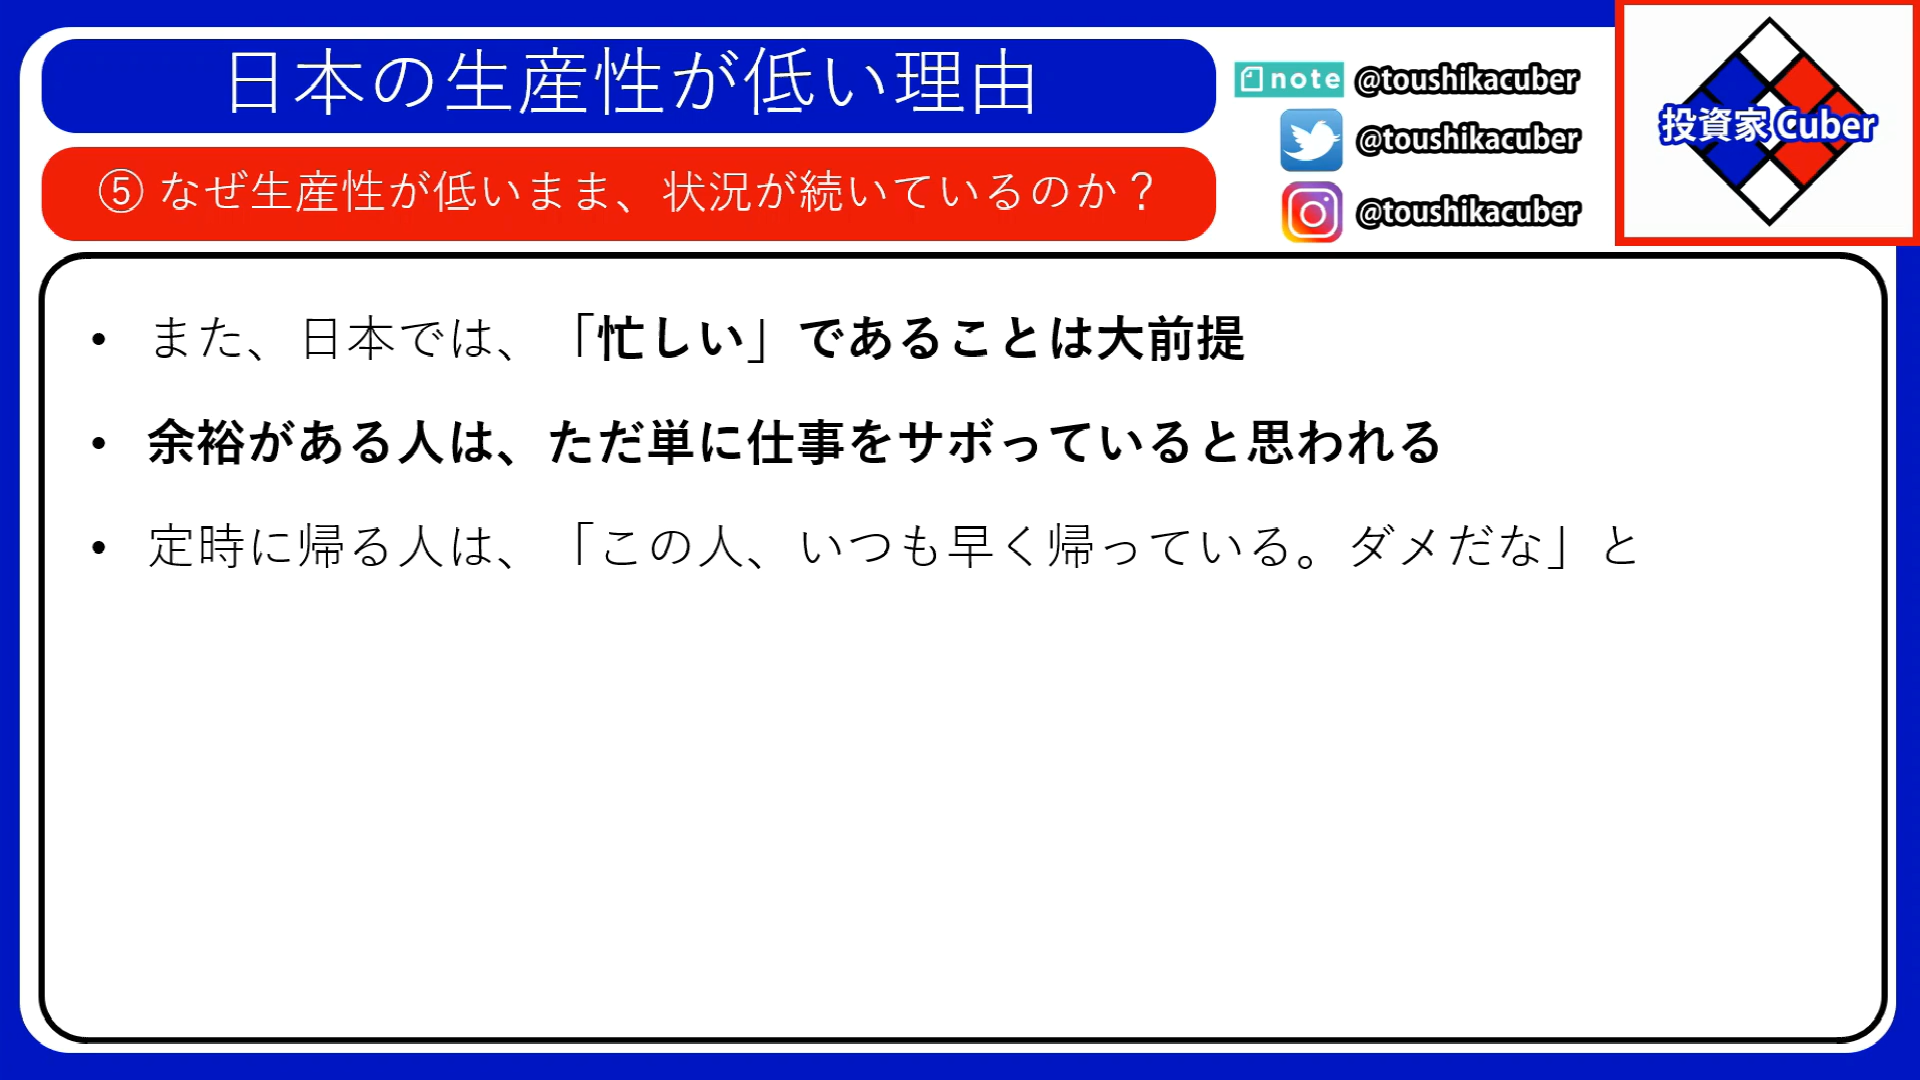 日本の生産性が低い理由
⑤ なぜ生産性が低いまま、状況が続いているのか？
note @toushikacuber
@toushikacuber
@toushikacuber
投資家 Cuber
• また、日本では、「忙しい」であることは大前提
• 余裕がある人は、ただ単に仕事をサボっていると思われる
• 定時に帰る人は、「この人、いつも早く帰っている。ダメだな」と